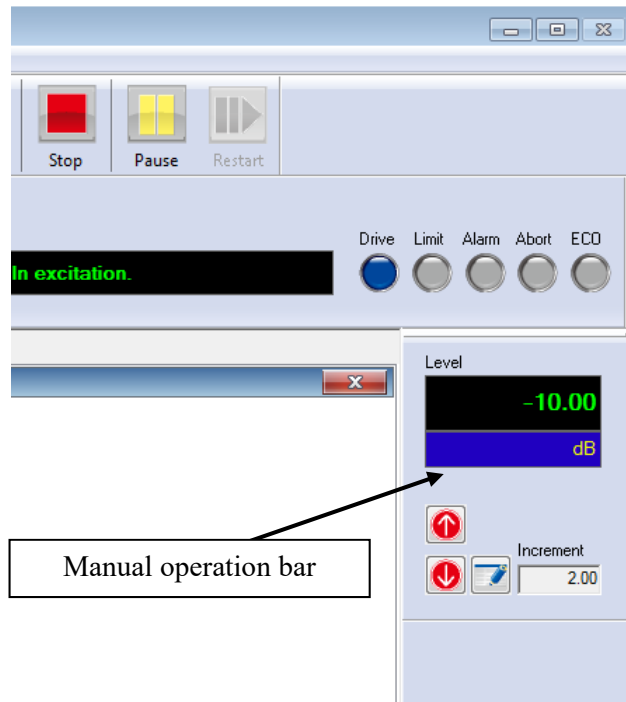 Stop Pause Restart
Drive Limit Alarm Abort ECO
In excitation.
Level
-10.00
dB
Manual operation bar
Increment
2.00